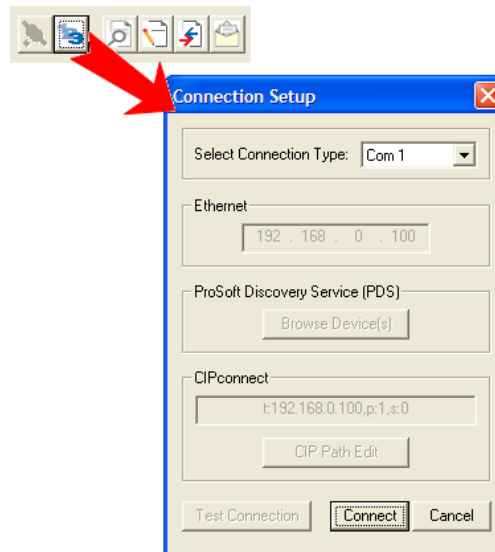 Connection Setup
Select Connection Type: Com 1
Ethernet
192 . 168 . 0 . 100
ProSoft Discovery Service (PDS)
Browse Device(s)
CIPconnect
t:192.168.0.100,p:1,s:0
CIP Path Edit
Test Connection Connect Cancel